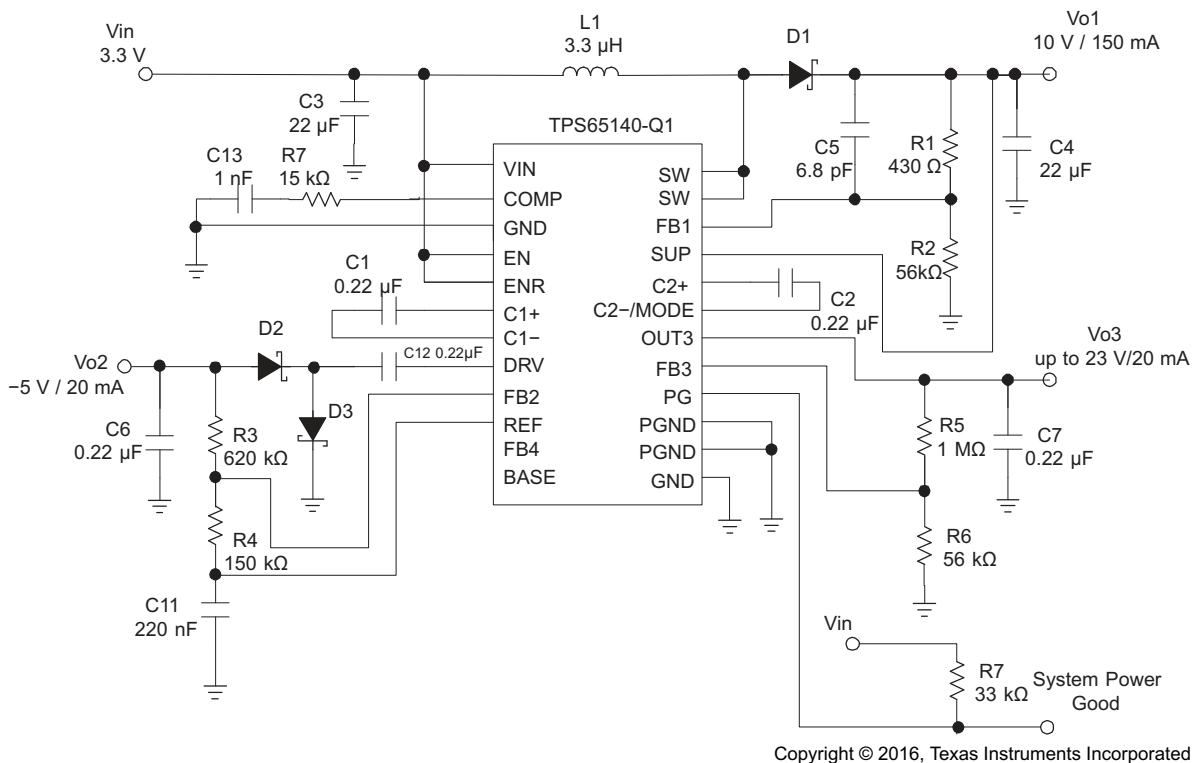 Vin
3.3 V
L1
3.3 µH
D1
Vo1
10 V / 150 mA
C3
22 µF
TPS65140-Q1
C5
6.8 pF
R1
430 Ω
C4
22 µF
C13
1 nF
R7
15 kΩ
VIN
COMP
GND
EN
ENR
C1+
C1−
DRV
FB2
REF
FB4
BASE
SW
SW
FB1
SUP
C2+
C2−/MODE
OUT3
FB3
PG
PGND
PGND
GND
R2
56kΩ
C1
0.22 µF
C2
0.22 µF
D2
C12 0.22µF
Vo2
−5 V / 20 mA
D3
Vo3
up to 23 V/20 mA
C6
0.22 µF
R3
620 kΩ
R5
1 MΩ
C7
0.22 µF
R4
150 kΩ
R6
56 kΩ
C11
220 nF
Vin
R7
33 kΩ
System Power
Good
Copyright © 2016, Texas Instruments Incorporated